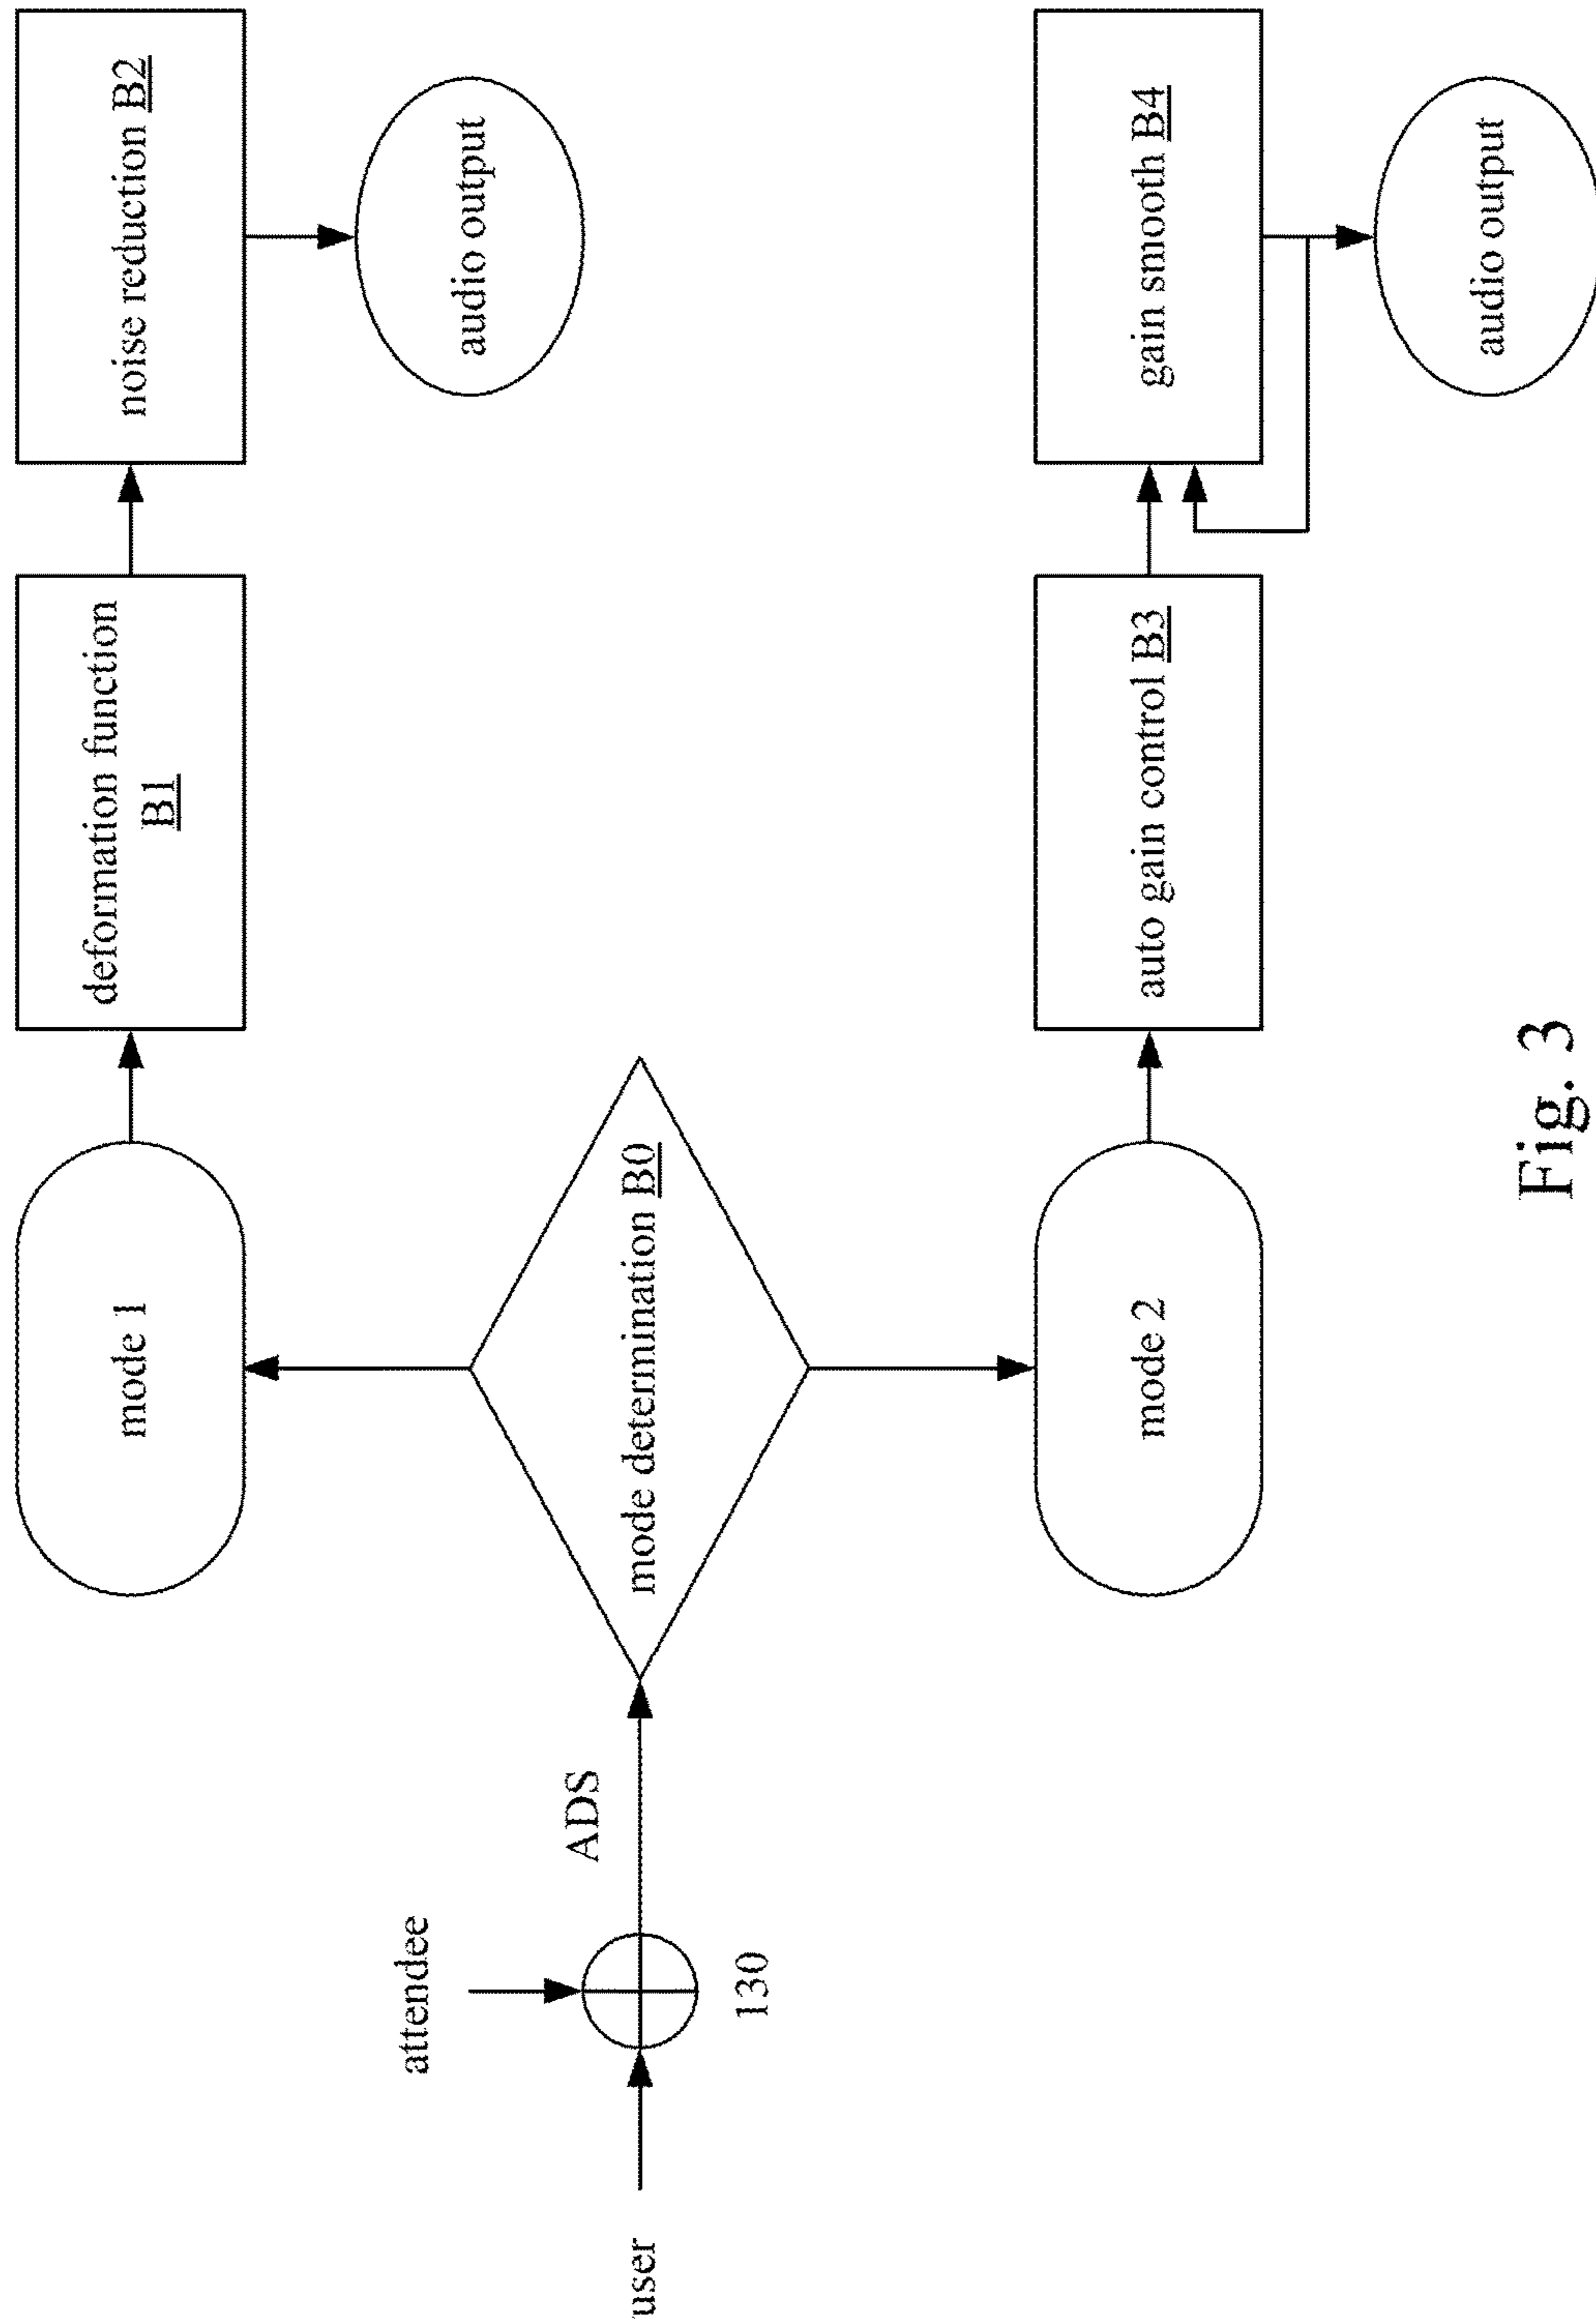 user
attendee
130
ADS
mode determination B0
mode 1
deformation function
B1
noise reduction B2
audio output
mode 2
auto gain control B3
gain smooth B4
audio output
Fig. 3